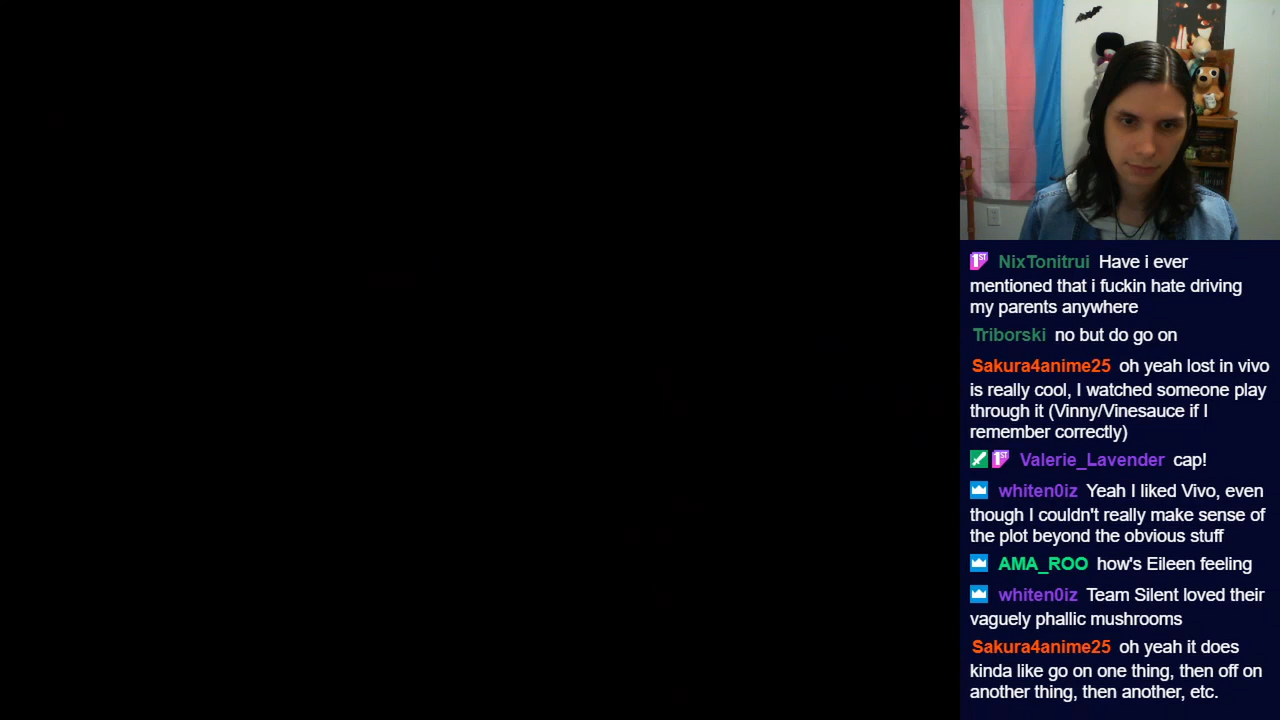 NixTonitrui Have i ever
mentioned that i fuckin hate driving
my parents anywhere
Triborski no but do go on
Sakura4anime25 oh yeah lost in vivo
is really cool, I watched someone play
through it (Vinny/Vinesauce if I
remember correctly)
Valerie_Lavender cap!
whiten0iz Yeah I liked Vivo, even
though I couldn't really make sense of
the plot beyond the obvious stuff
AMA_ROO how's Eileen feeling
whiten0iz Team Silent loved their
vaguely phallic mushrooms
Sakura4anime25 oh yeah it does
kinda like go on one thing, then off on
another thing, then another, etc.